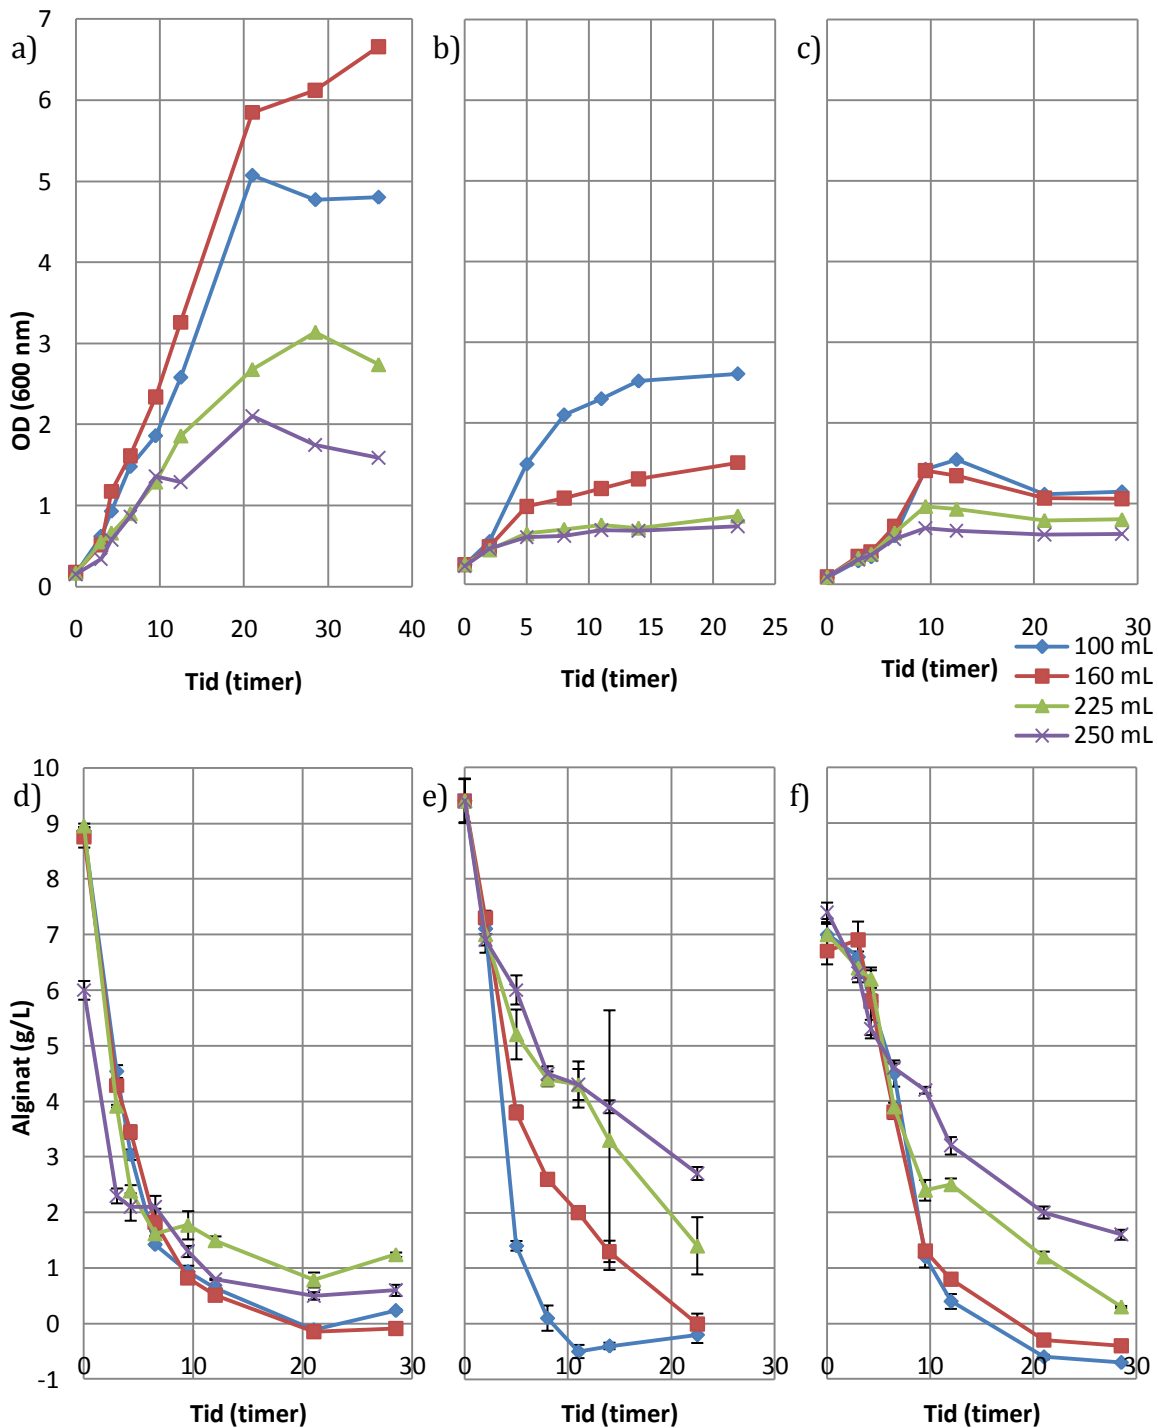 a)
b)
c)
7
6
5
4
3
2
1
0
OD (600 nm)
0 10 20 30 40
0 5 10 15 20 25
0 10 20 30
Tid (timer)
Tid (timer)
Tid (timer)
100 mL
160 mL
225 mL
250 mL
d)
e)
f)
10
9
8
7
6
5
4
3
2
1
0
-1
Alginat (g/L)
0 10 20 30
0 10 20 30
0 10 20 30
Tid (timer)
Tid (timer)
Tid (timer)